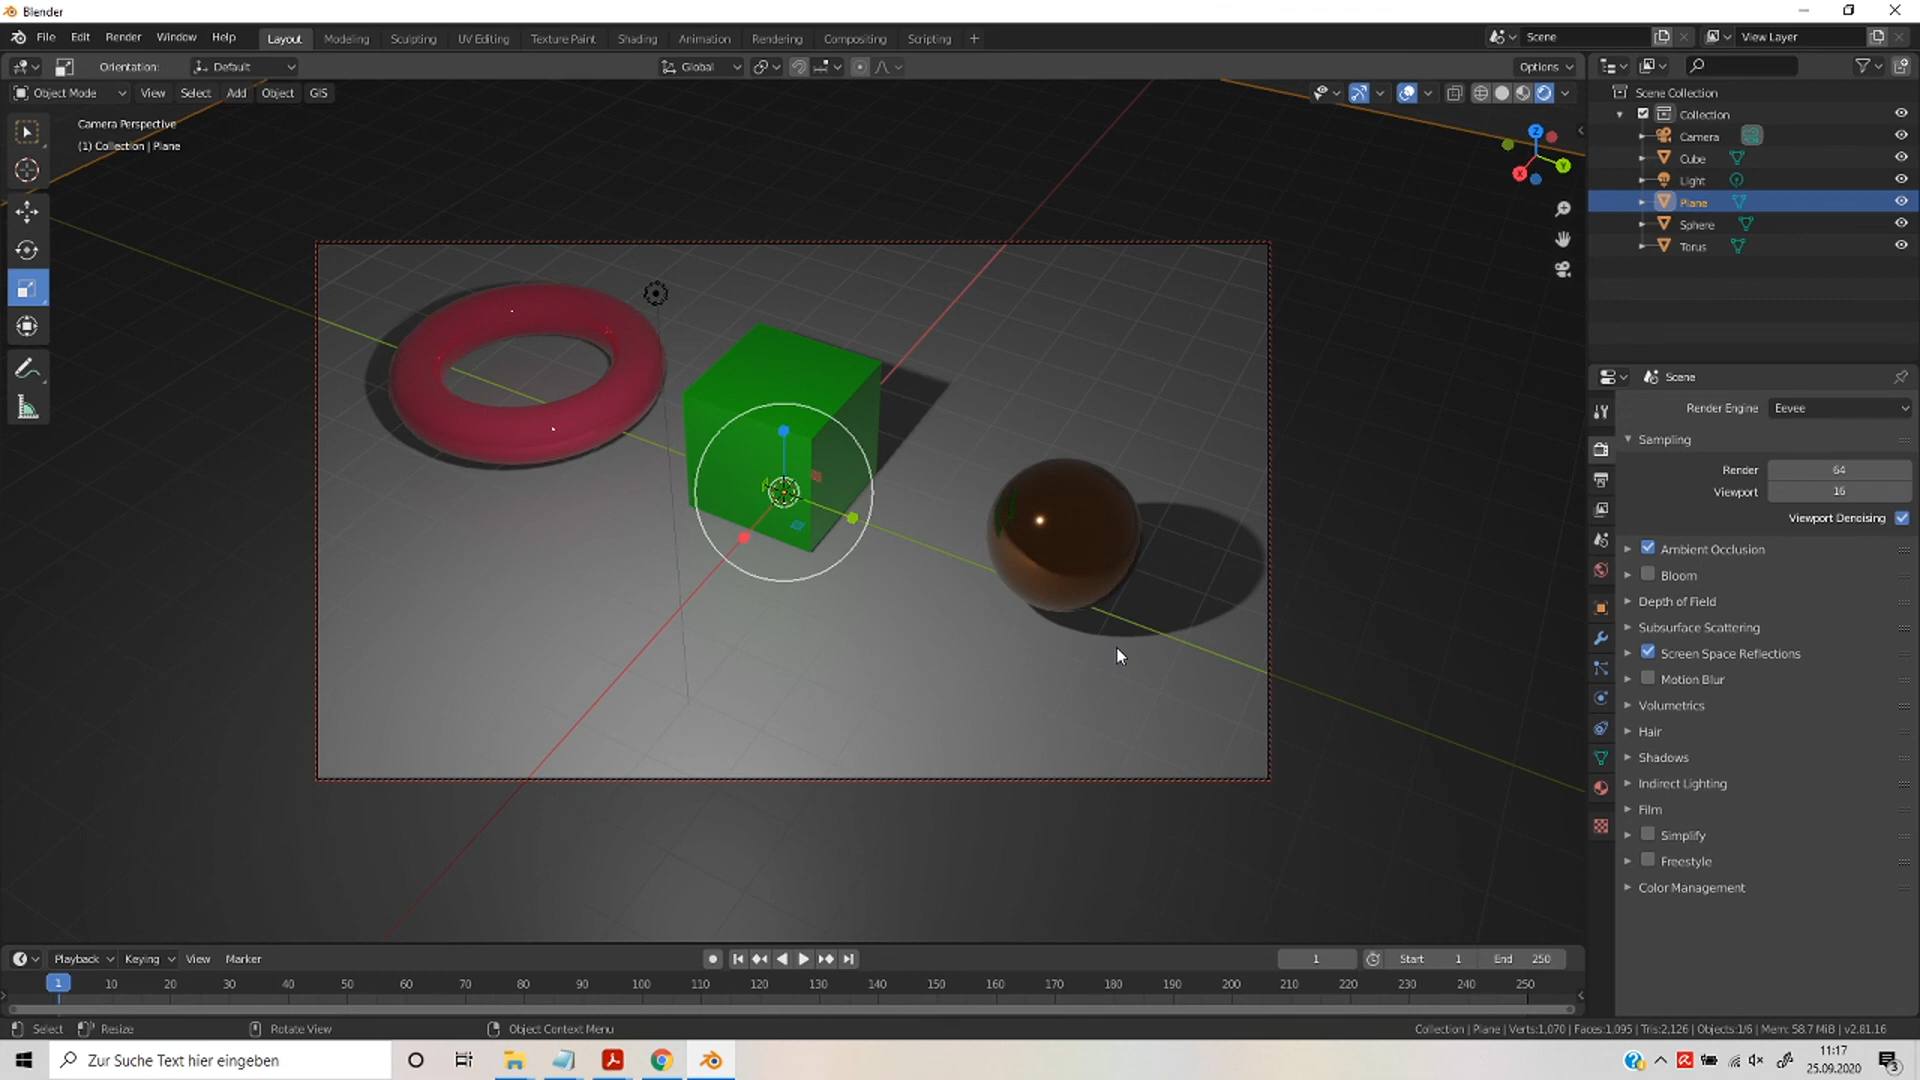 Blender
File Edit Render Window Help Layout Modeling Sculpting UV Editing Texture Paint Shading Animation Rendering Compositing Scripting + Scene View Layer
Orientation: Default Global Options
Object Mode View Select Add Object GIS
Camera Perspective
(1) Collection | Plane
Z
Y
X
Scene Collection
Collection
Camera
Cube
Light
Plane
Sphere
Torus
Scene
Render Engine Eevee
Sampling
Render 64
Viewport 16
Viewport Denoising
Ambient Occlusion
Bloom
Depth of Field
Subsurface Scattering
Screen Space Reflections
Motion Blur
Volumetrics
Hair
Shadows
Indirect Lighting
Film
Simplify
Freestyle
Color Management
Playback Keying View Marker 1 Start 1 End 250
1 10 20 30 40 50 60 70 80 90 100 110 120 130 140 150 160 170 180 190 200 210 220 230 240 250
Select Resize Rotate View Object Context Menu Collection | Plane | Verts:1,070 | Faces:1,095 | Tris:2,126 | Objects:1/6 | Mem: 58.7 MiB | v2.81.16
Zur Suche Text hier eingeben
11:17
25.09.2020
3